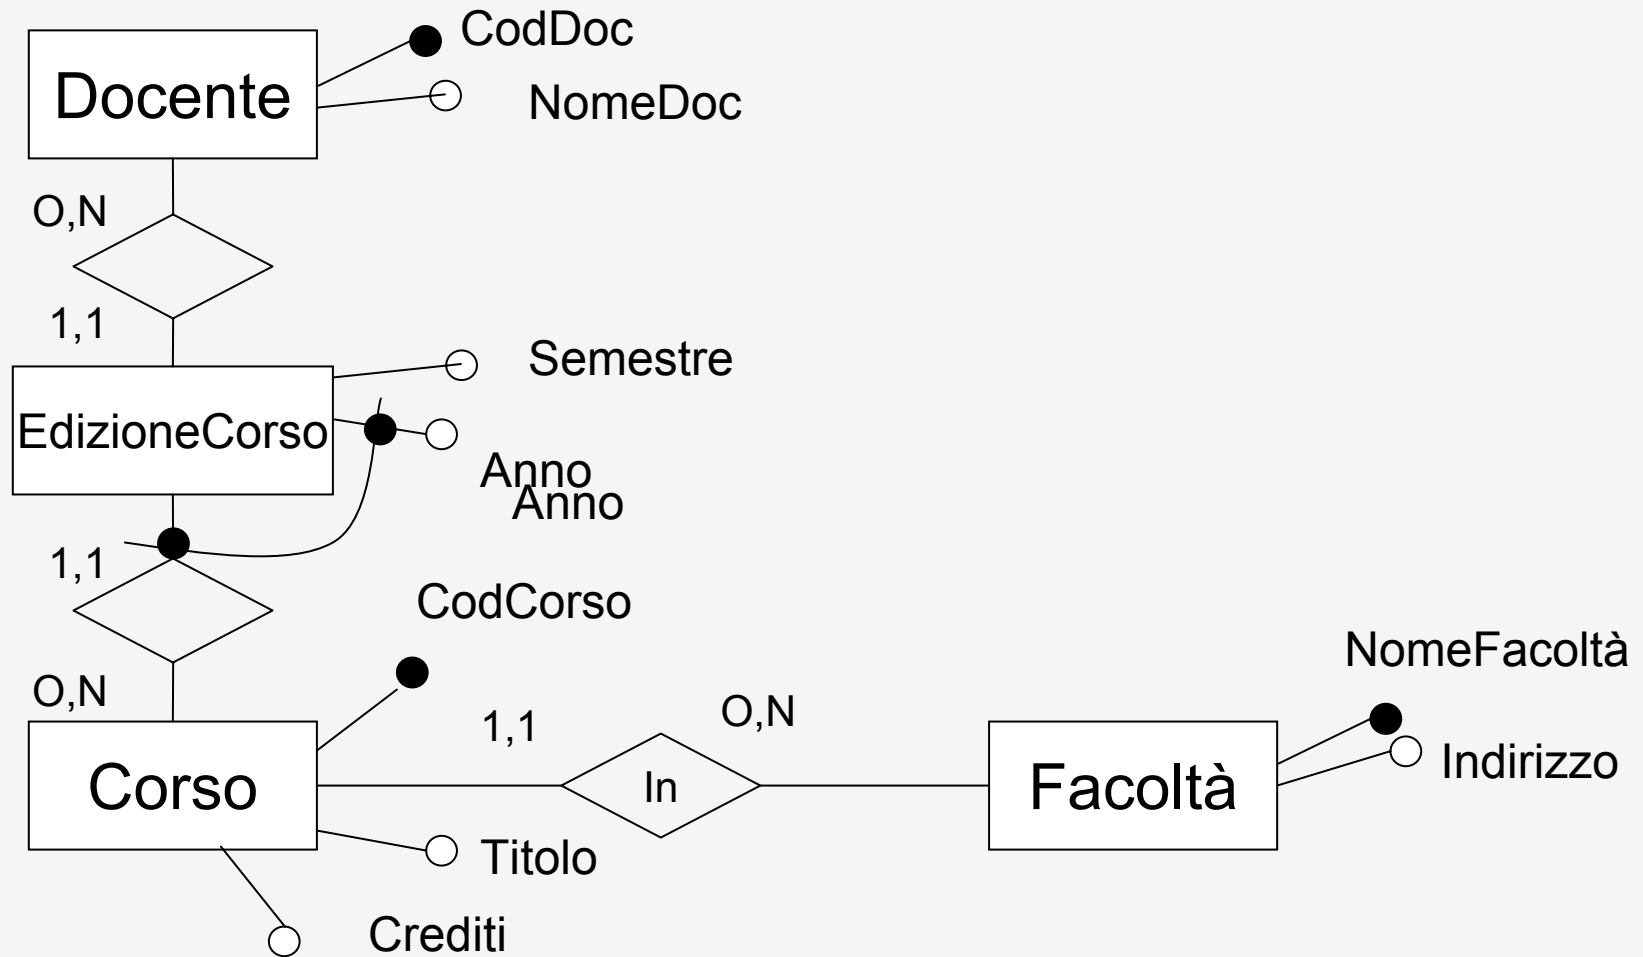 CodDoc
Docente
NomeDoc
O,N
1,1
Semestre
EdizioneCorso
Anno
Anno
1,1
CodCorso
NomeFacoltà
O,N
1,1
O,N
Corso
In
Facoltà
Indirizzo
Titolo
Crediti